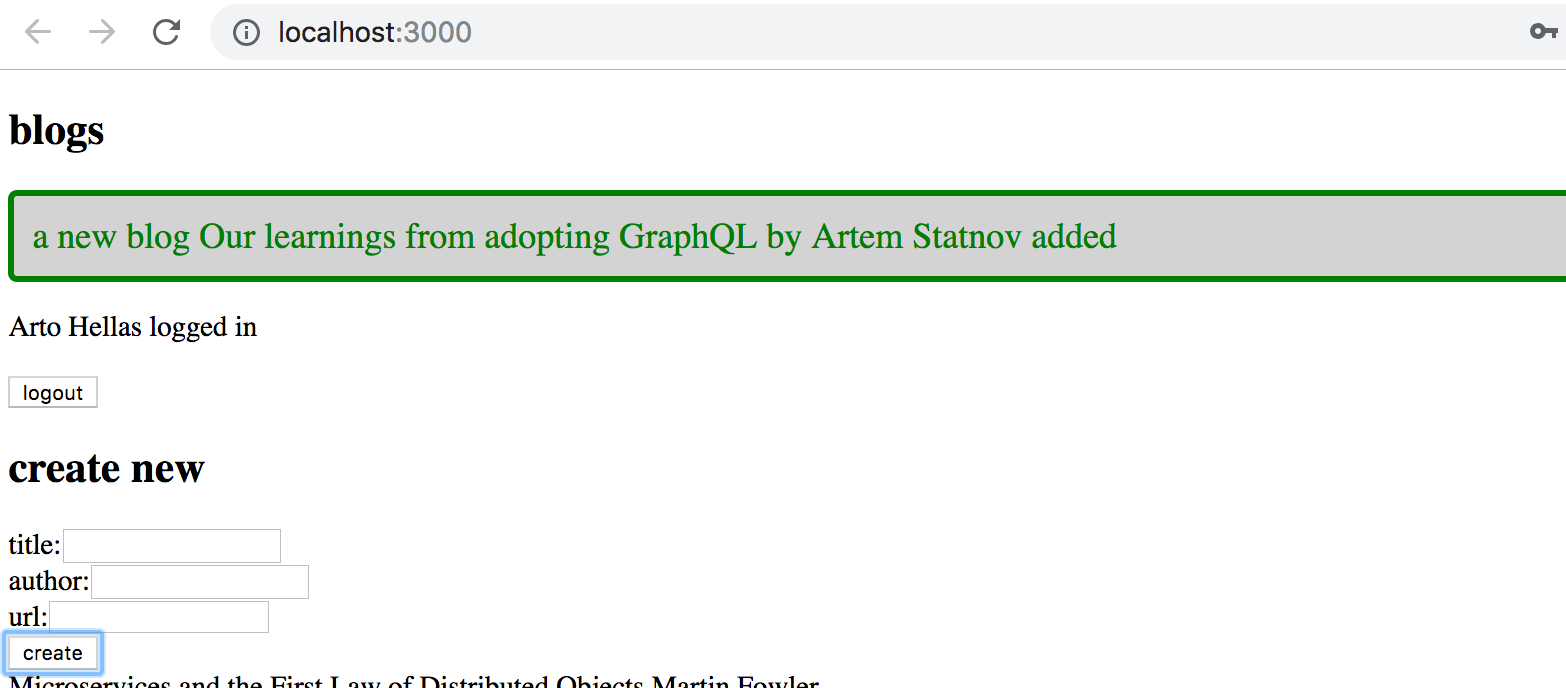 localhost:3000
blogs
a new blog Our learnings from adopting GraphQL by Artem Statnov added
Arto Hellas logged in
logout
create new
title:
author:
url:
create
Microservices and the First Law of Distributed Objects Martin Fowler